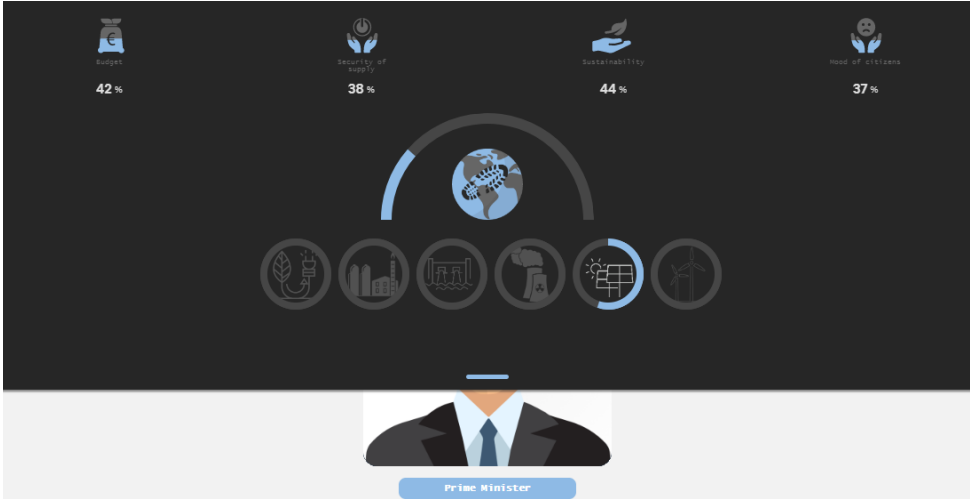 Budget
Security of
supply
Sustainability
Mood of citizens
42 %
38 %
44 %
37 %
Prime Minister